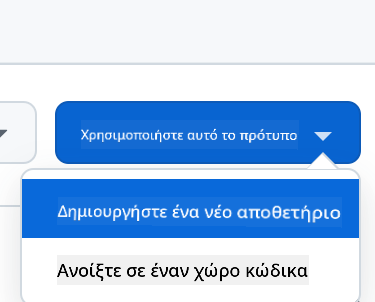 Χρησιμοποιήστε αυτό το πρότυπο
Δημιουργήστε ένα νέο αποθετήριο
Ανοίξτε σε έναν χώρο κώδικα